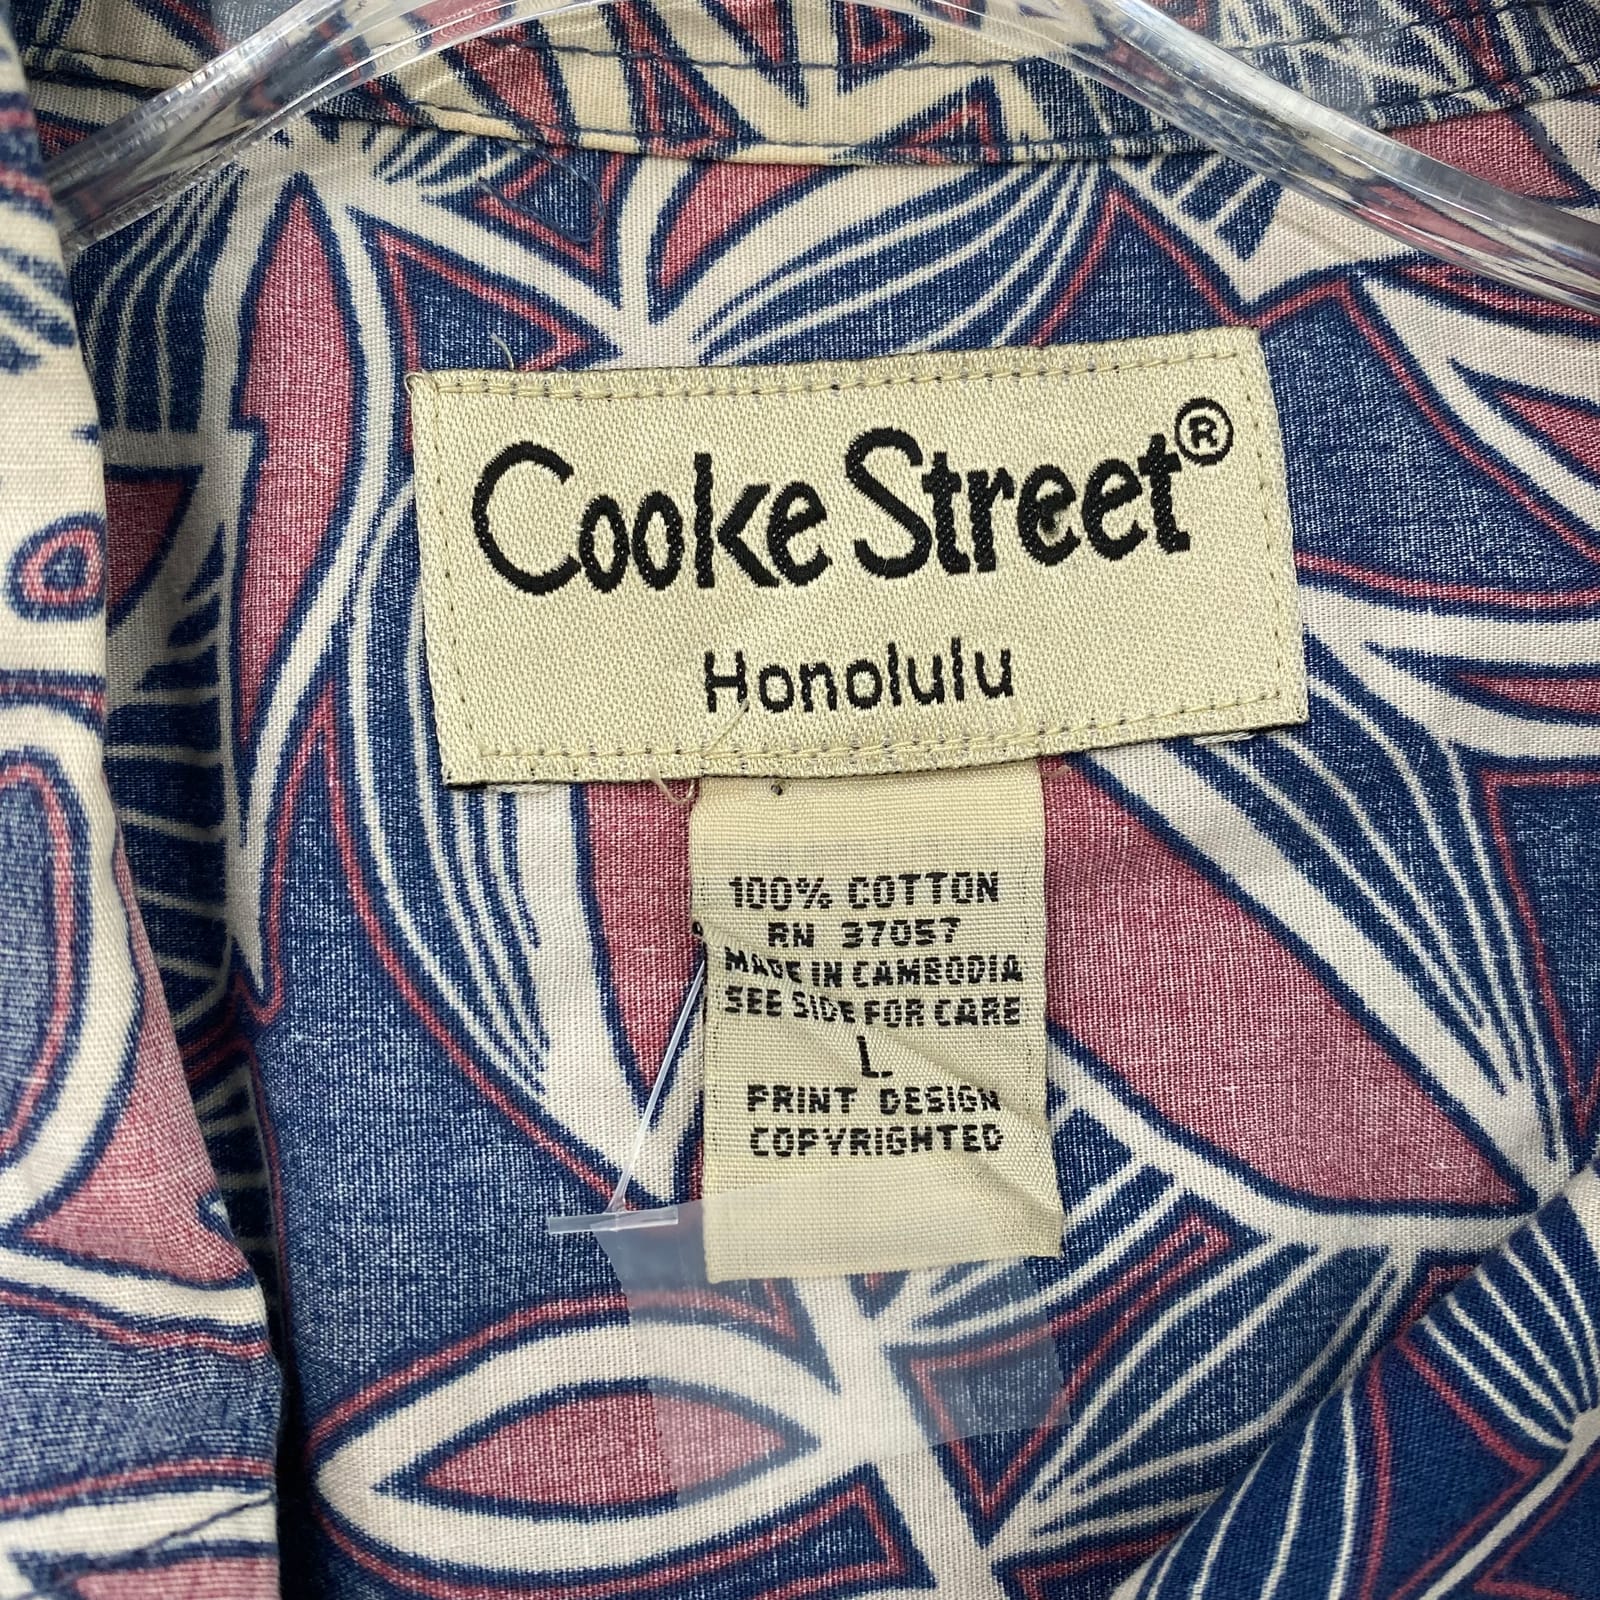 Cooke Street®
Honolulu
100% COTTON
RN 37057
MADE IN CAMBODIA
SEE SIDE FOR CARE
L
PRINT DESIGN
COPYRIGHTED